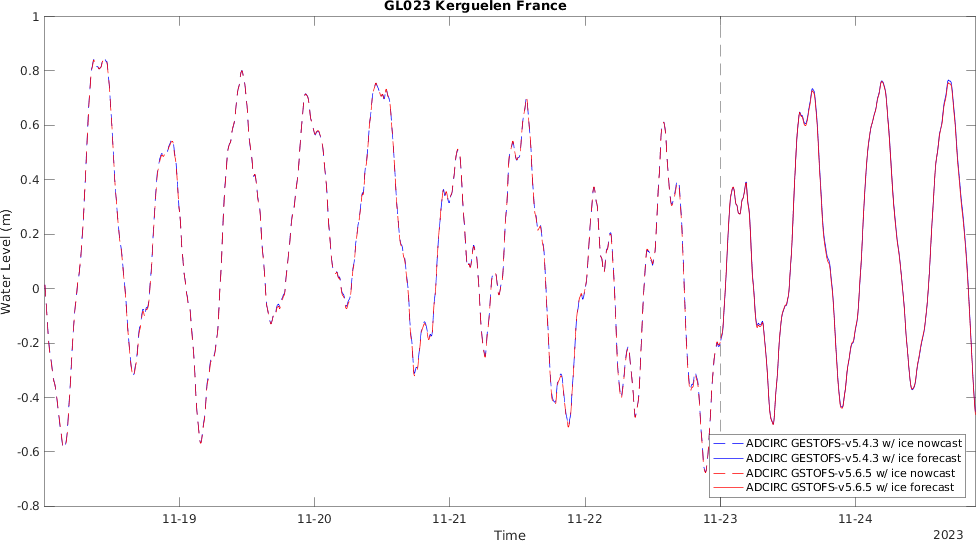 GL023 Kerguelen France
1
0.8
0.6
0.4
0.2
0
-0.2
-0.4
-0.6
-0.8
Water Level (m)
ADCIRC GESTOFS-v5.4.3 w/ ice nowcast
ADCIRC GESTOFS-v5.4.3 w/ ice forecast
ADCIRC GSTOFS-v5.6.5 w/ ice nowcast
ADCIRC GSTOFS-v5.6.5 w/ ice forecast
11-19 11-20 11-21 11-22 11-23 11-24
Time
2023